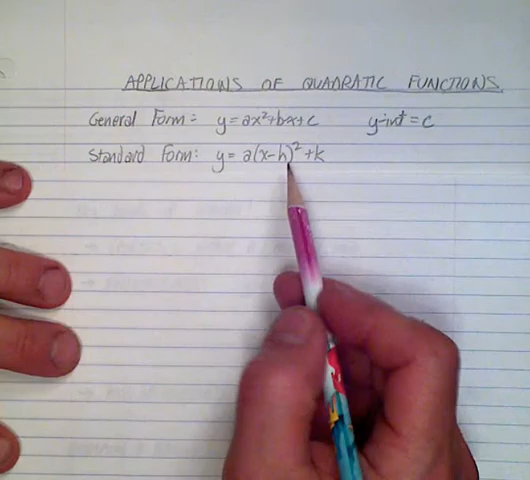 APPLICATIONS OF QUADRATIC FUNCTIONS
General Form: y = ax²+bx+c y-int = c
Standard Form: y = a(x-h)² + k